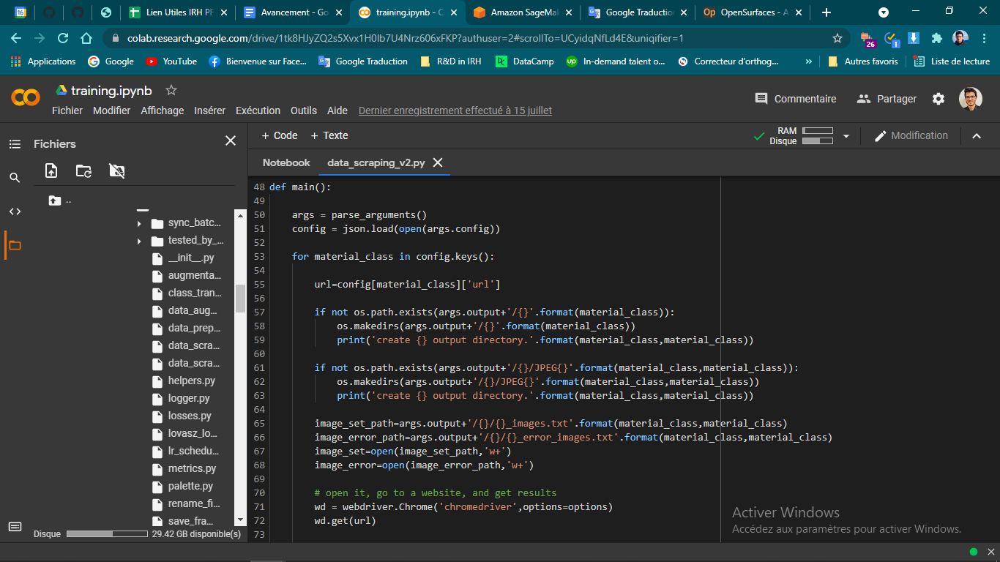 16
Lien Utiles IRH PF
Avancement - Go
training.ipynb - C
Amazon SageMak
Google Traduction
OpenSurfaces - A
colab.research.google.com/drive/1tk8HJyZQ2s5Xvx1H0lb7U4Nrz606xFKP?authuser=2#scrollTo=UCyidqNfLd4E&uniqifier=1
26
1
Applications
Google
YouTube
Bienvenue sur Face...
Google Traduction
R&D in IRH
DataCamp
In-demand talent o...
Correcteur d'orthog...
»
Autres favoris
Liste de lecture
training.ipynb
Commentaire
Partager
Fichier Modifier Affichage Insérer Exécution Outils Aide Dernier enregistrement effectué à 15 juillet
Fichiers
+ Code + Texte
RAM
Disque
Modification
Notebook
data_scraping_v2.py
..
sync_batc...
tested_by_...
__init__.py
augmenta...
class_tran...
data_aug...
data_prep...
data_scra...
data_scra...
helpers.py
logger.py
losses.py
lovasz_lo...
lr_schedu...
metrics.py
palette.py
rename_fi...
save_fra...
Disque 29.42 GB disponible(s)
48 def main():
49
50 args = parse_arguments()
51 config = json.load(open(args.config))
52
53 for material_class in config.keys():
54
55 url=config[material_class]['url']
56
57 if not os.path.exists(args.output+'/{}'.format(material_class)):
58 os.makedirs(args.output+'/{}'.format(material_class))
59 print('create {} output directory.'.format(material_class,material_class))
60
61 if not os.path.exists(args.output+'/{}/JPEG{}'.format(material_class,material_class)):
62 os.makedirs(args.output+'/{}/JPEG{}'.format(material_class,material_class))
63 print('create {} output directory.'.format(material_class,material_class))
64
65 image_set_path=args.output+'/{}/{}_images.txt'.format(material_class,material_class)
66 image_error_path=args.output+'/{}/{}_error_images.txt'.format(material_class,material_class)
67 image_set=open(image_set_path,'w+')
68 image_error=open(image_error_path,'w+')
69
70 # open it, go to a website, and get results
71 wd = webdriver.Chrome('chromedriver',options=options)
72 wd.get(url)
73
Activer Windows
Accédez aux paramètres pour activer Windows.